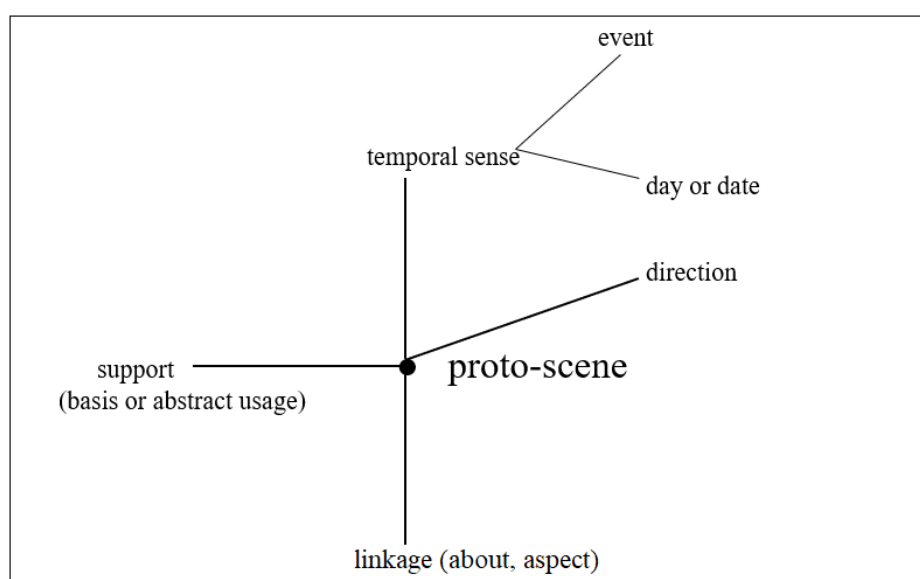 event
temporal sense
day or date
direction
support
proto-scene
(basis or abstract usage)
linkage (about, aspect)